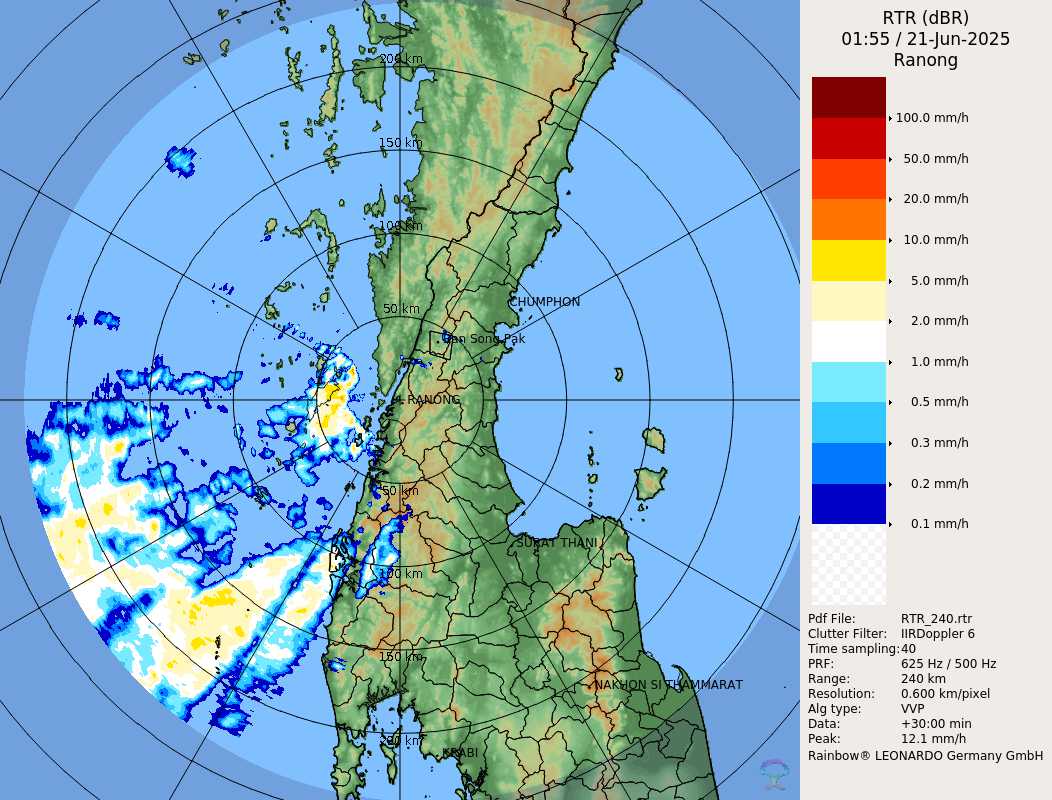 RTR (dBR)
01:55 / 21-Jun-2025
Ranong
200 km
150 km
100 km
50 km
CHUMPHON
Ban Song Pak
RANONG
50 km
SURAT THANI
100 km
150 km
NAKHON SI THAMMARAT
200 km
KRABI
100.0 mm/h
50.0 mm/h
20.0 mm/h
10.0 mm/h
5.0 mm/h
2.0 mm/h
1.0 mm/h
0.5 mm/h
0.3 mm/h
0.2 mm/h
0.1 mm/h
Pdf File: RTR_240.rtr
Clutter Filter: IIRDoppler 6
Time sampling:40
PRF: 625 Hz / 500 Hz
Range: 240 km
Resolution: 0.600 km/pixel
Alg type: VVP
Data: +30:00 min
Peak: 12.1 mm/h
Rainbow® LEONARDO Germany GmbH